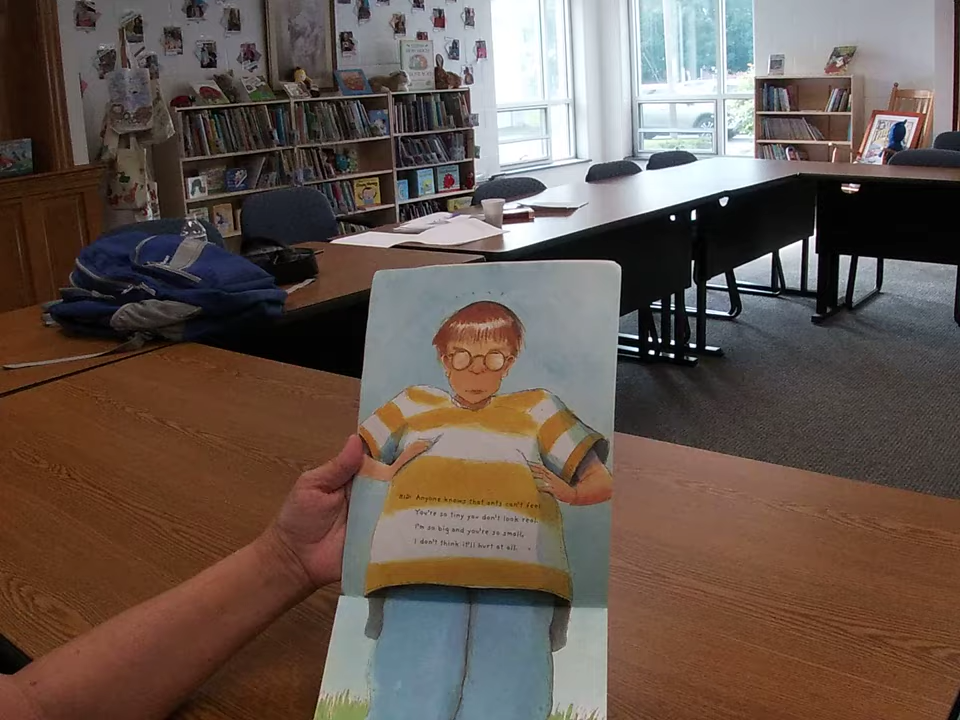 KID: Anyone knows that ants can't feel.
You're so tiny you don't look real.
I'm so big and you're so small,
I don't think it'll hurt at all.